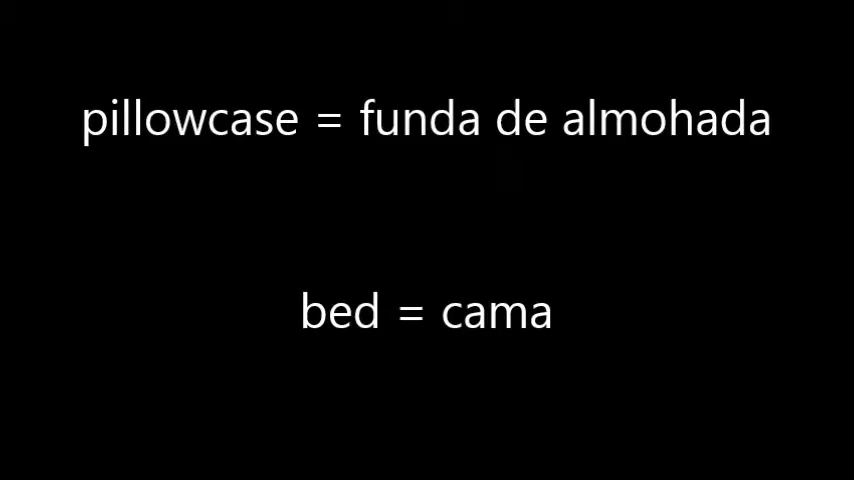 pillowcase = funda de almohada
bed = cama